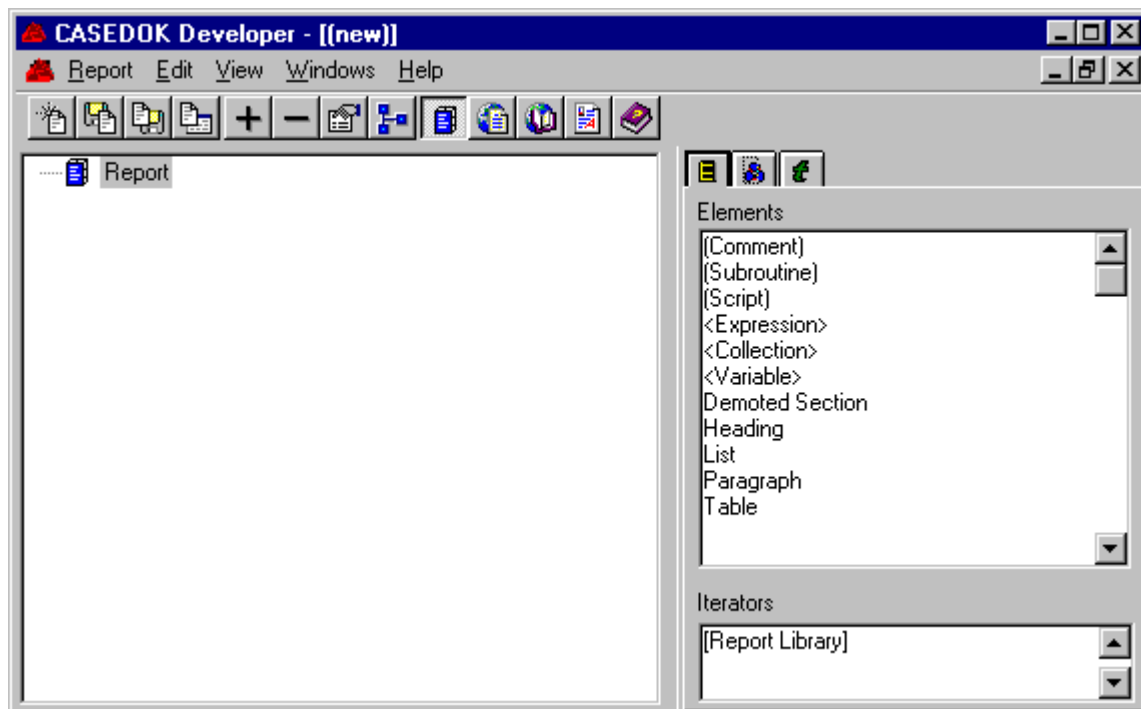 CASEDOK Developer - [(new)]
Report Edit View Windows Help
Report
Elements
(Comment)
(Subroutine)
(Script)
<Expression>
<Collection>
<Variable>
Demoted Section
Heading
List
Paragraph
Table
Iterators
[Report Library]